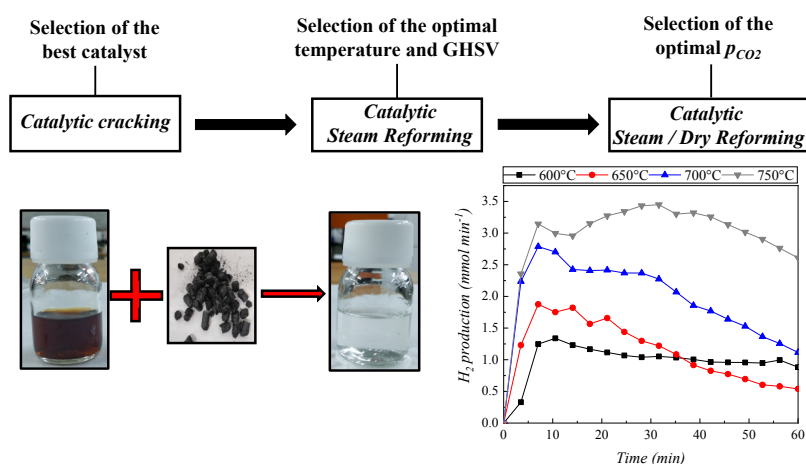 Selection of the
the best catalyst
Selection of the optimal
temperature and GHSV
Selection of the
optimal pCO2
Catalytic cracking
Catalytic
Steam Reforming
Catalytic
Steam / Dry Reforming
600°C 650°C 700°C 750°C
H2 production (mmol min-1)
3.5
3.0
2.5
2.0
1.5
1.0
0.5
0.0
0 10 20 30 40 50 60
Time (min)